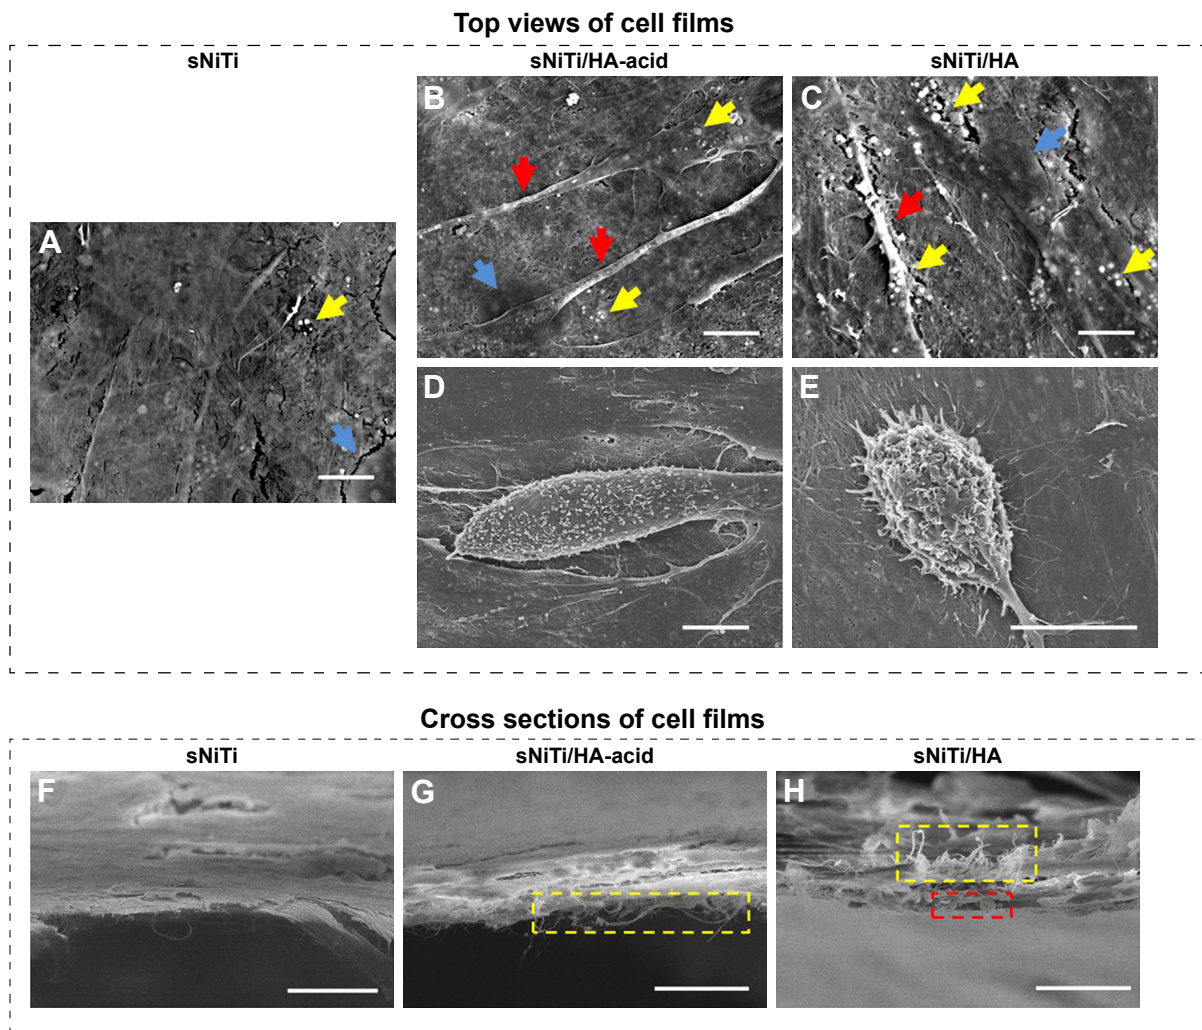 Top views of cell films
sNiTi
sNiTi/HA-acid
sNiTi/HA
A
B
C
D
E
Cross sections of cell films
sNiTi
sNiTi/HA-acid
sNiTi/HA
F
G
H